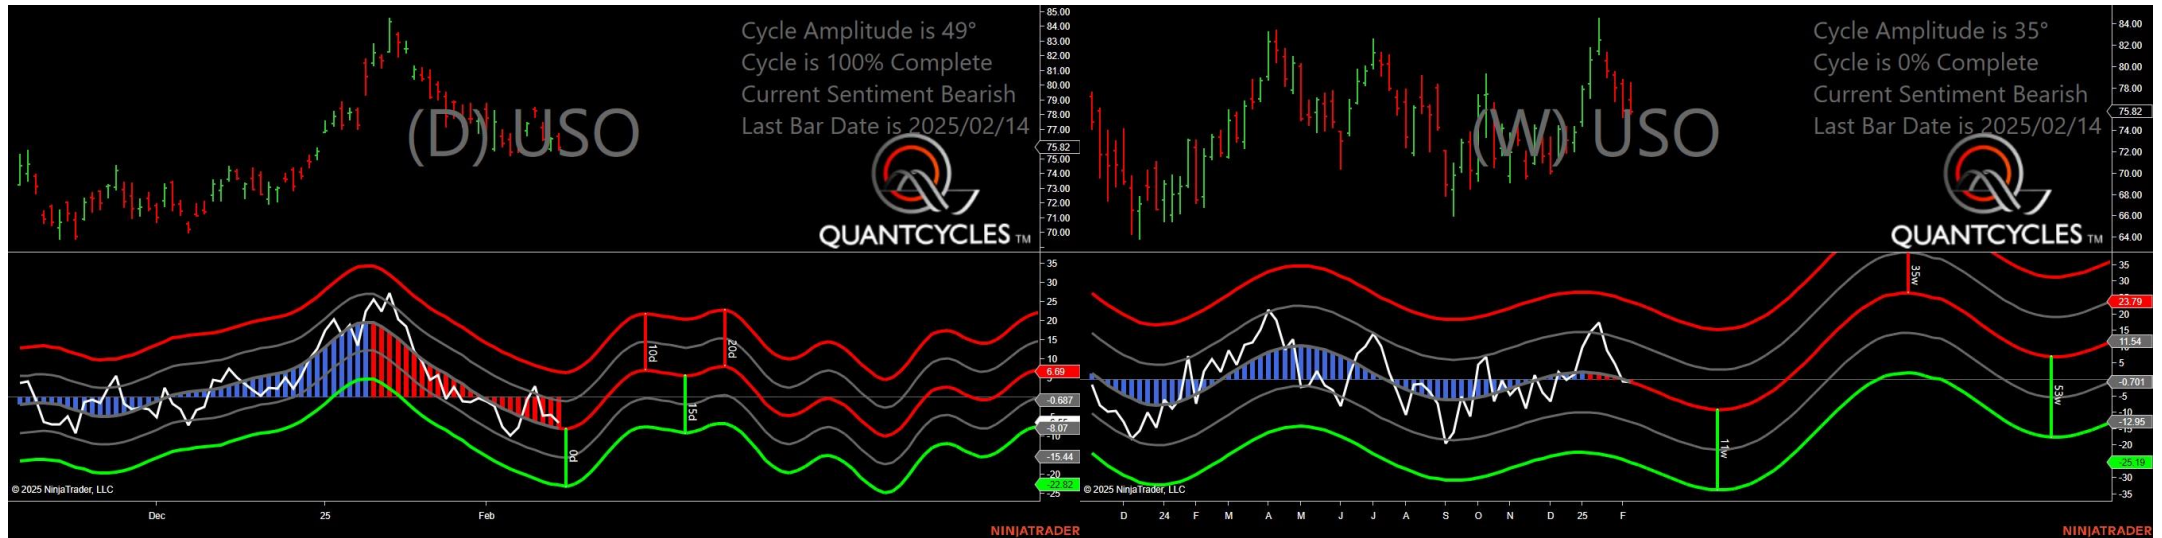 85.00
83.00
82.00
81.00
80.00
79.00
78.00
77.00
75.82
75.00
74.00
73.00
72.00
71.00
70.00
Cycle Amplitude is 49°
Cycle is 100% Complete
Current Sentiment Bearish
Last Bar Date is 2025/02/14
(D) USO
QUANTCYCLES TM
35
30
25
20
15
10
6.69
-0.687
-8.07
-10
-15.44
-20
-22.82
-25
10d
20d
15d
0d
© 2025 NinjaTrader, LLC
Dec
25
Feb
NINJATRADER
84.00
82.00
80.00
78.00
75.82
74.00
72.00
70.00
68.00
66.00
64.00
Cycle Amplitude is 35°
Cycle is 0% Complete
Current Sentiment Bearish
Last Bar Date is 2025/02/14
(W) USO
QUANTCYCLES TM
35
30
23.79
20
15
11.54
5
-0.701
-5
-10
-12.95
-20
-25.19
-30
-35
35w
53w
11w
© 2025 NinjaTrader, LLC
D
24
F
M
A
M
J
J
A
S
O
N
D
25
F
NINJATRADER